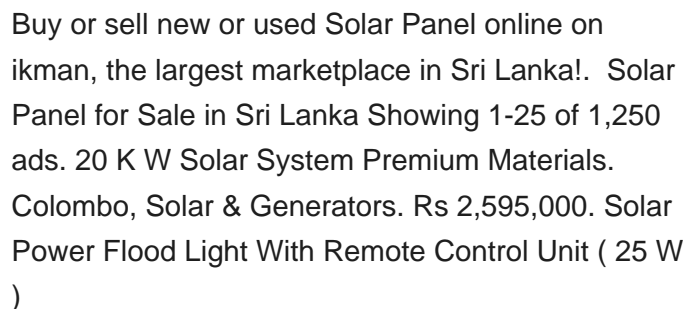 Buy or sell new or used Solar Panel online on
ikman, the largest marketplace in Sri Lanka!.  Solar
Panel for Sale in Sri Lanka Showing 1-25 of 1,250
ads. 20 K W Solar System Premium Materials.
Colombo, Solar & Generators. Rs 2,595,000. Solar
Power Flood Light With Remote Control Unit ( 25 W
)